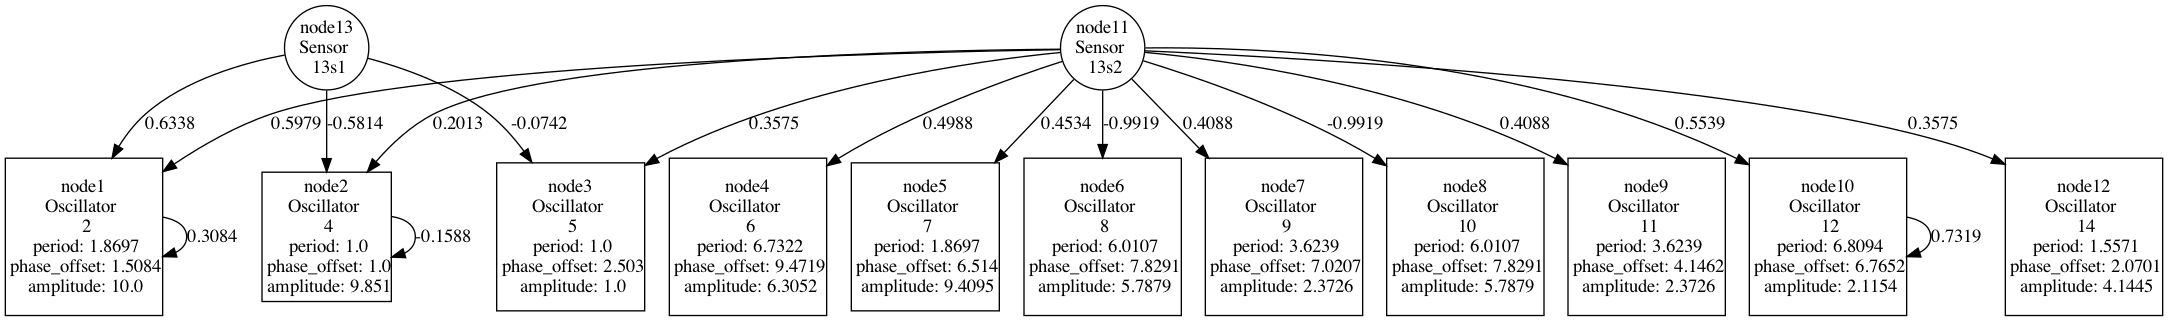 node13
Sensor
13s1
node11
Sensor
13s2
0.6338
0.5979
-0.5814
0.2013
-0.0742
0.3575
0.4988
0.4534
-0.9919
0.4088
-0.9919
0.4088
0.5539
0.3575
node1
Oscillator
2
period: 1.8697
phase_offset: 1.5084
amplitude: 10.0
0.3084
node2
Oscillator
4
period: 1.0
phase_offset: 1.0
amplitude: 9.851
-0.1588
node3
Oscillator
5
period: 1.0
phase_offset: 2.503
amplitude: 1.0
node4
Oscillator
6
period: 6.7322
phase_offset: 9.4719
amplitude: 6.3052
node5
Oscillator
7
period: 1.8697
phase_offset: 6.514
amplitude: 9.4095
node6
Oscillator
8
period: 6.0107
phase_offset: 7.8291
amplitude: 5.7879
node7
Oscillator
9
period: 3.6239
phase_offset: 7.0207
amplitude: 2.3726
node8
Oscillator
10
period: 6.0107
phase_offset: 7.8291
amplitude: 5.7879
node9
Oscillator
11
period: 3.6239
phase_offset: 4.1462
amplitude: 2.3726
node10
Oscillator
12
period: 6.8094
phase_offset: 6.7652
amplitude: 2.1154
0.7319
node12
Oscillator
14
period: 1.5571
phase_offset: 2.0701
amplitude: 4.1445